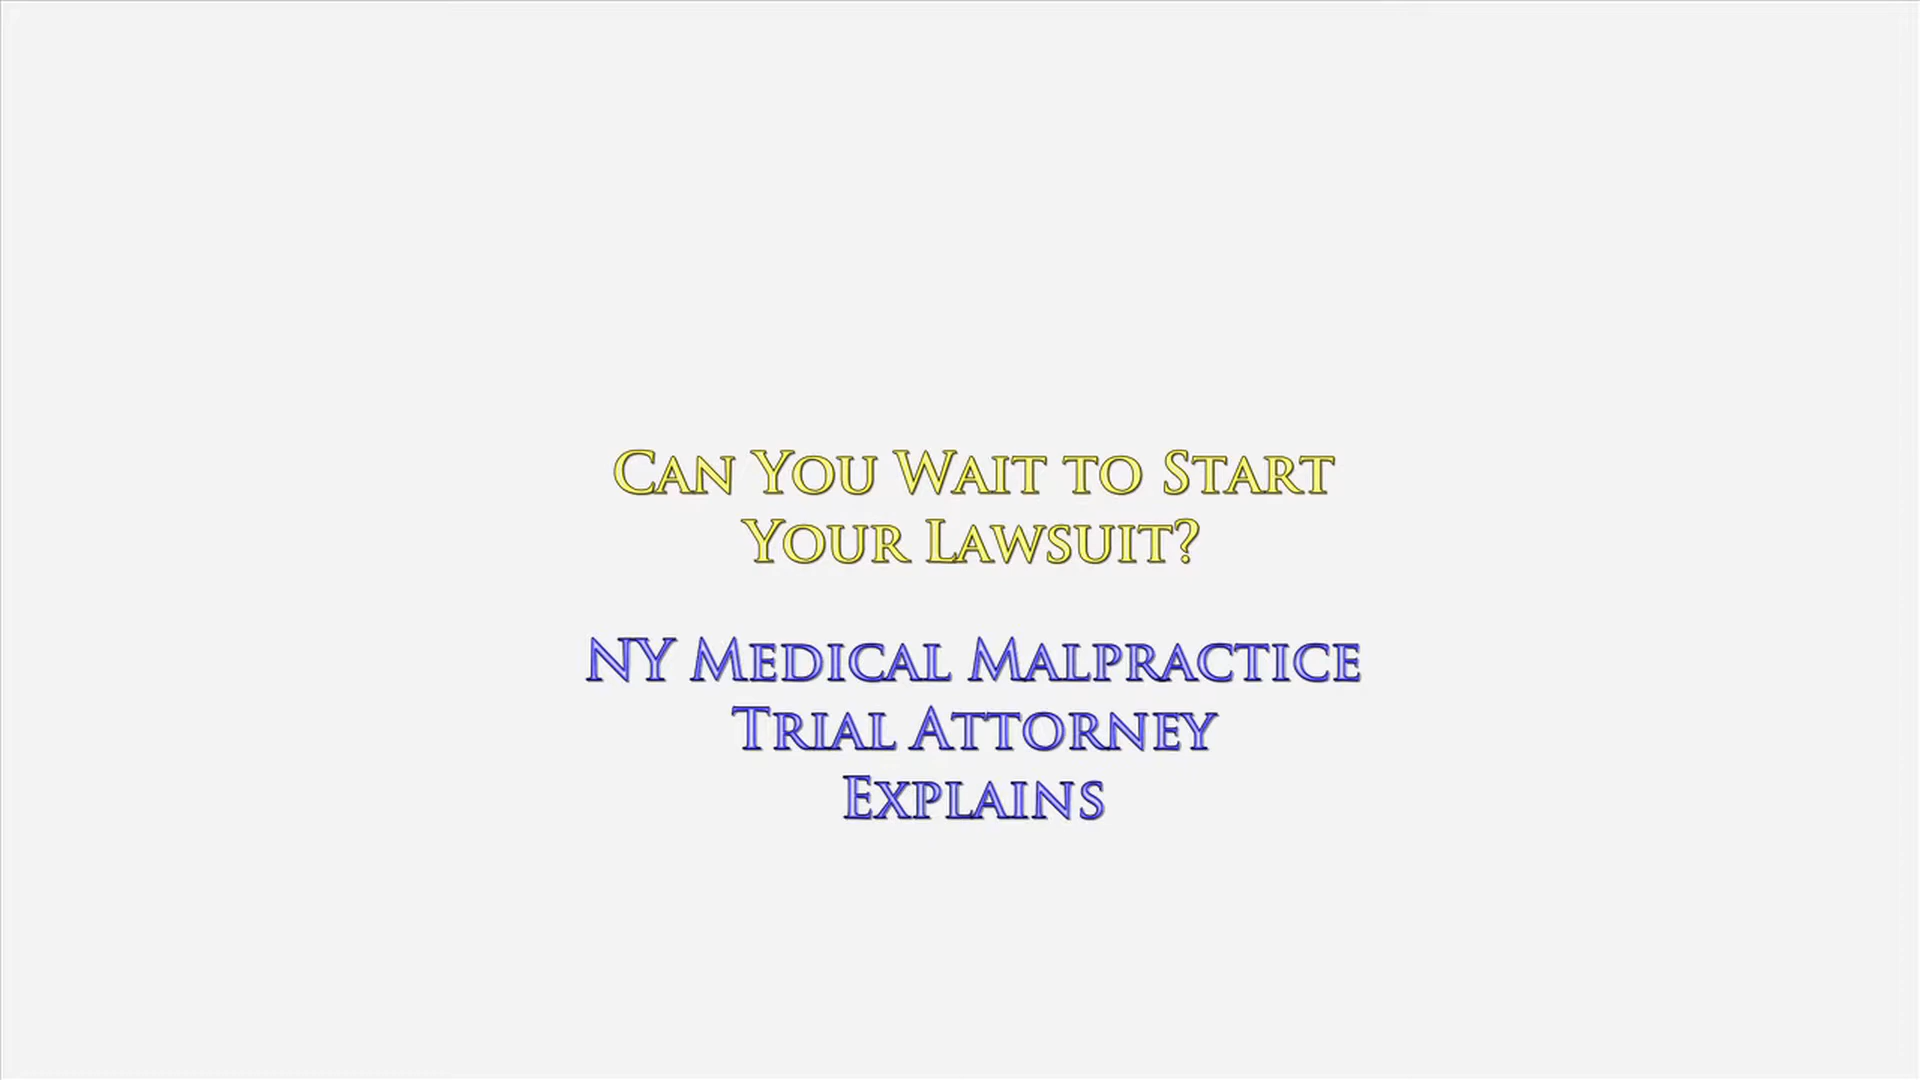 Can You Wait to Start
Your Lawsuit?
NY Medical Malpractice
Trial Attorney
Explains